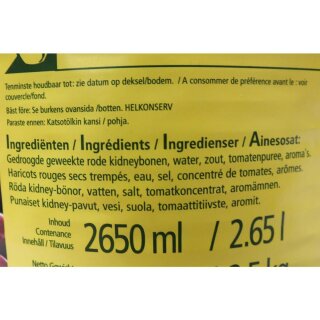 Tenminste houdbaar tot: zie datum op deksel/bodem. / A consommer de préférence avant le : voir
couvercle/fond.
Bäst före: Se burkens ovansida /botten. HELKONSERV
Parasta ennen: Katsotölkin kansi / pohja.
Ingrediënten / Ingrédients / Ingredienser / Ainesosat:
Gedroogde geweekte rode kidneybonen, water, zout, tomatenpuree, aroma's.
Haricots rouges secs trempés, eau, sel, concentré de tomates, arômes.
Röda kidney-bönor, vatten, salt, tomatkoncentrat, aromämnen.
Punaiset kidney-pavut, vesi, suola, tomaattitiivste, aromit.
Inhoud
Contenance
Innehåll / Tilavuus
2650 ml / 2.65 l
Netto